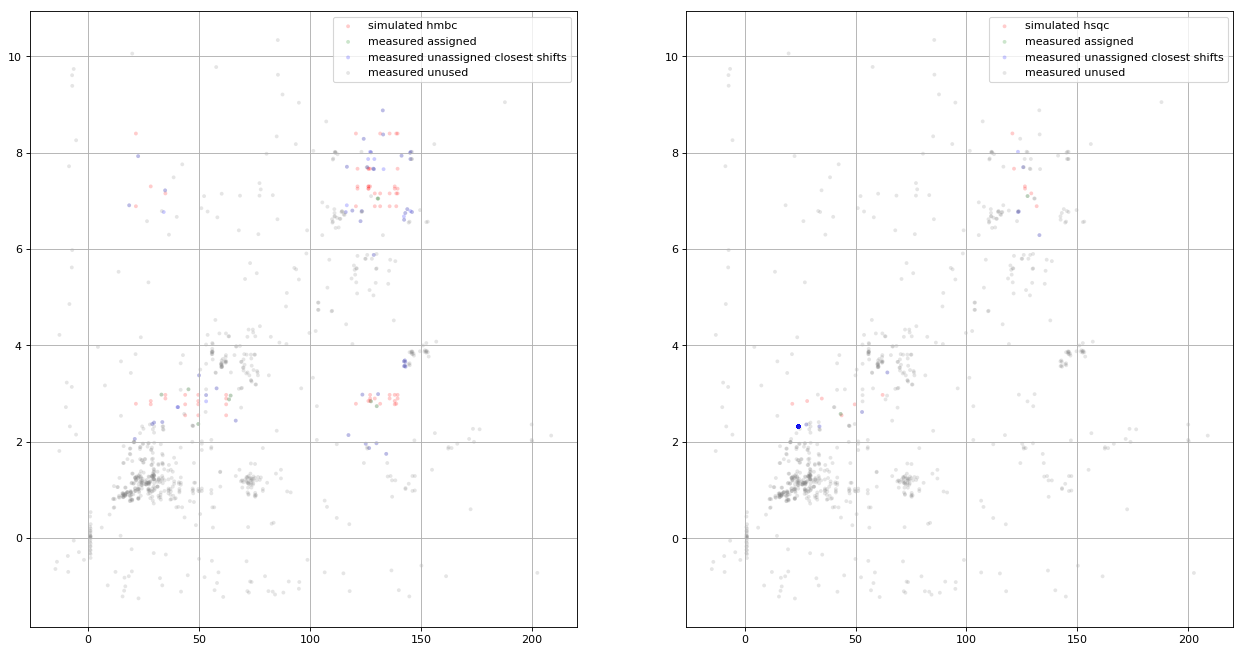 simulated hmbc
measured assigned
measured unassigned closest shifts
measured unused
10
8
6
4
2
0
0
50
100
150
200
simulated hsqc
measured assigned
measured unassigned closest shifts
measured unused
10
8
6
4
2
0
0
50
100
150
200